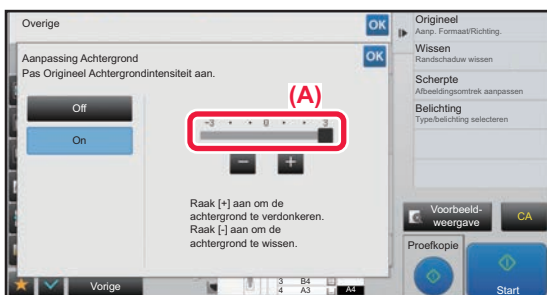 Overige
OK
Aanpassing Achtergrond
Pas Origineel Achtergrondintensiteit aan.
OK
Off
On
(A)
-3 • • 0 • • 3
− +
Raak [+] aan om de
achtergrond te verdonkeren.
Raak [-] aan om de
achtergrond te wissen.
Vorige
3 B4
4 A3
A4
Origineel
Aanp. Formaat/Richting.
Wissen
Randschaduw wissen
Scherpte
Afbeeldingsomtrek aanpassen
Belichting
Type/belichting selecteren
Voorbeeld-
weergave
CA
Proefkopie
Start